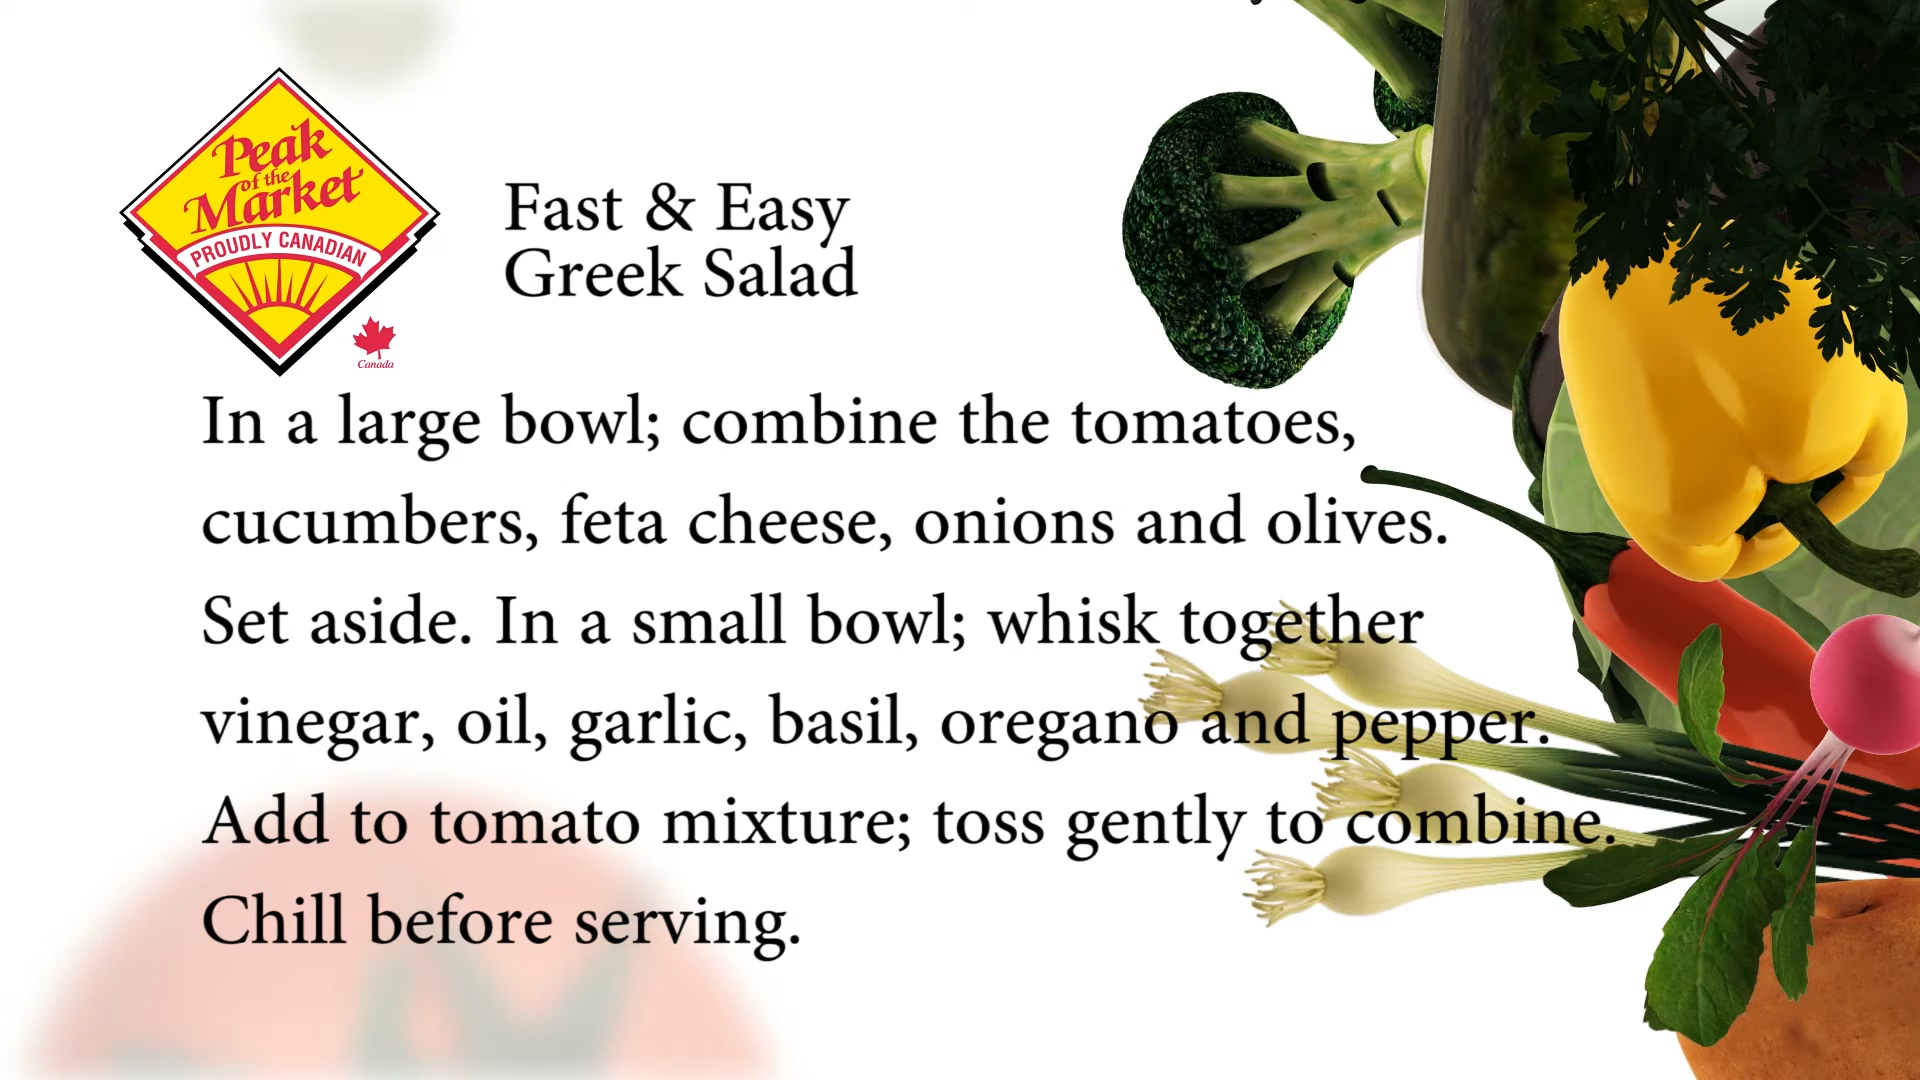 Peak
of the
Market
PROUDLY CANADIAN
Canada
Fast & Easy
Greek Salad
In a large bowl; combine the tomatoes,
cucumbers, feta cheese, onions and olives.
Set aside. In a small bowl; whisk together
vinegar, oil, garlic, basil, oregano and pepper.
Add to tomato mixture; toss gently to combine.
Chill before serving.